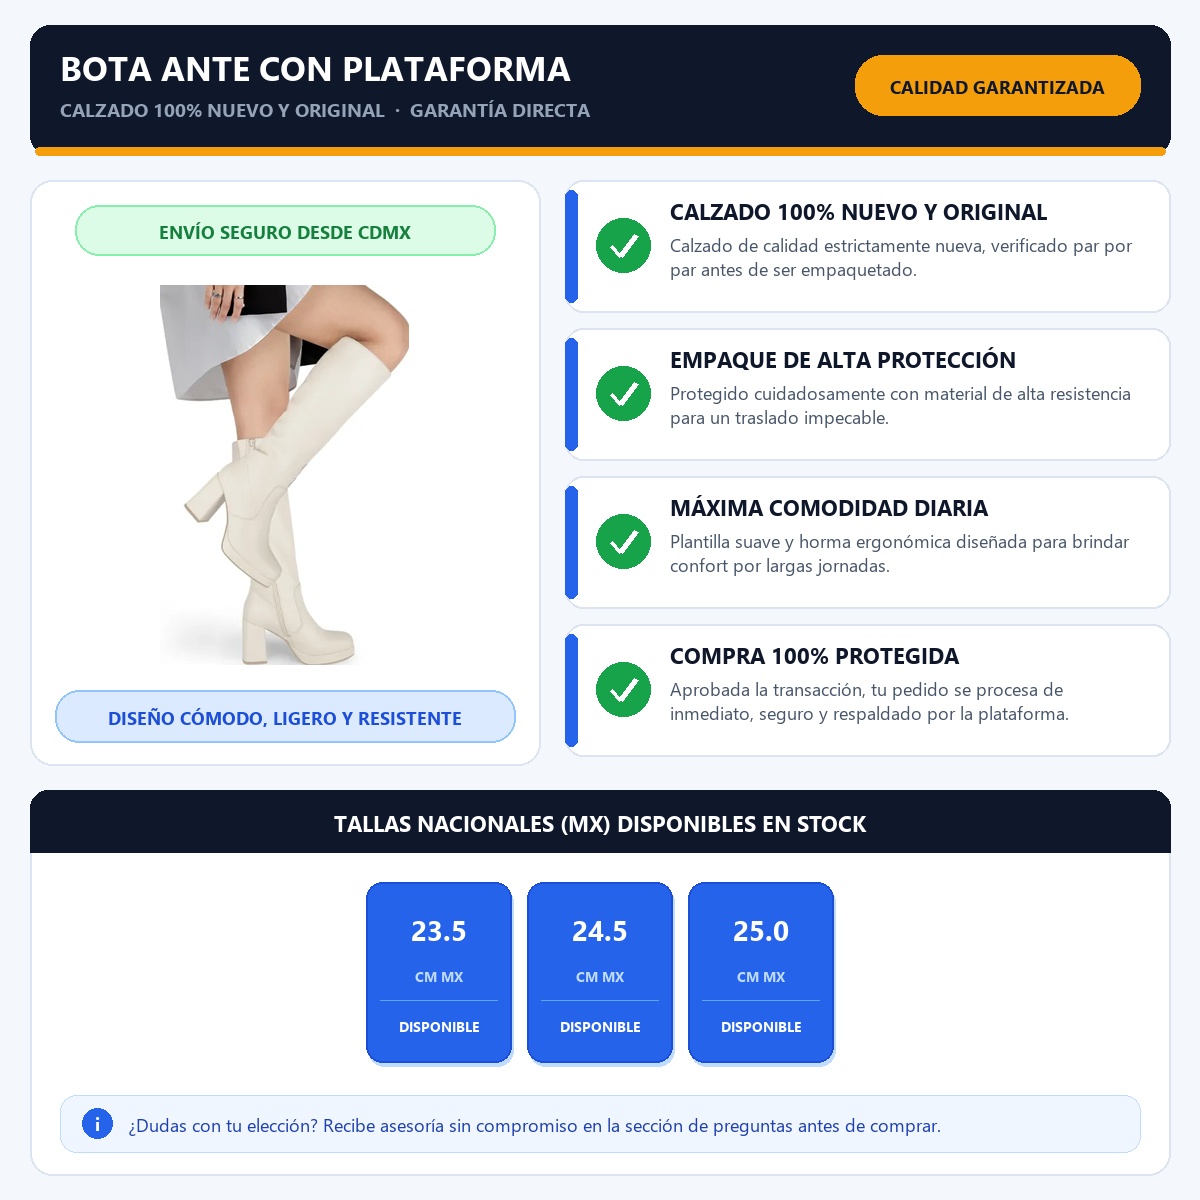 BOTA ANTE CON PLATAFORMA
CALZADO 100% NUEVO Y ORIGINAL · GARANTÍA DIRECTA
CALIDAD GARANTIZADA
ENVÍO SEGURO DESDE CDMX
DISEÑO CÓMODO, LIGERO Y RESISTENTE
CALZADO 100% NUEVO Y ORIGINAL
Calzado de calidad estrictamente nueva, verificado par por
par antes de ser empaquetado.
EMPAQUE DE ALTA PROTECCIÓN
Protegido cuidadosamente con material de alta resistencia
para un traslado impecable.
MÁXIMA COMODIDAD DIARIA
Plantilla suave y horma ergonómica diseñada para brindar
confort por largas jornadas.
COMPRA 100% PROTEGIDA
Aprobada la transacción, tu pedido se procesa de
inmediato, seguro y respaldado por la plataforma.
TALLAS NACIONALES (MX) DISPONIBLES EN STOCK
23.5
CM MX
DISPONIBLE
24.5
CM MX
DISPONIBLE
25.0
CM MX
DISPONIBLE
¿Dudas con tu elección? Recibe asesoría sin compromiso en la sección de preguntas antes de comprar.